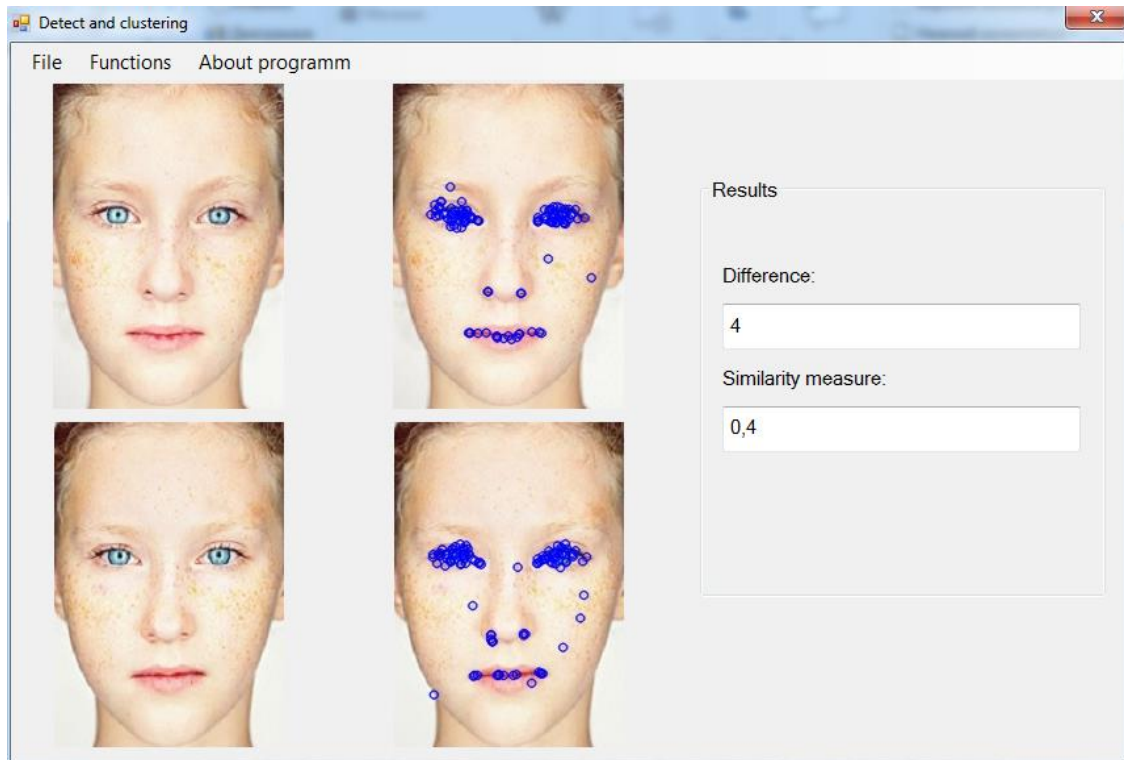 Detect and clustering
File Functions About programm
Results
Difference:
4
Similarity measure:
0,4